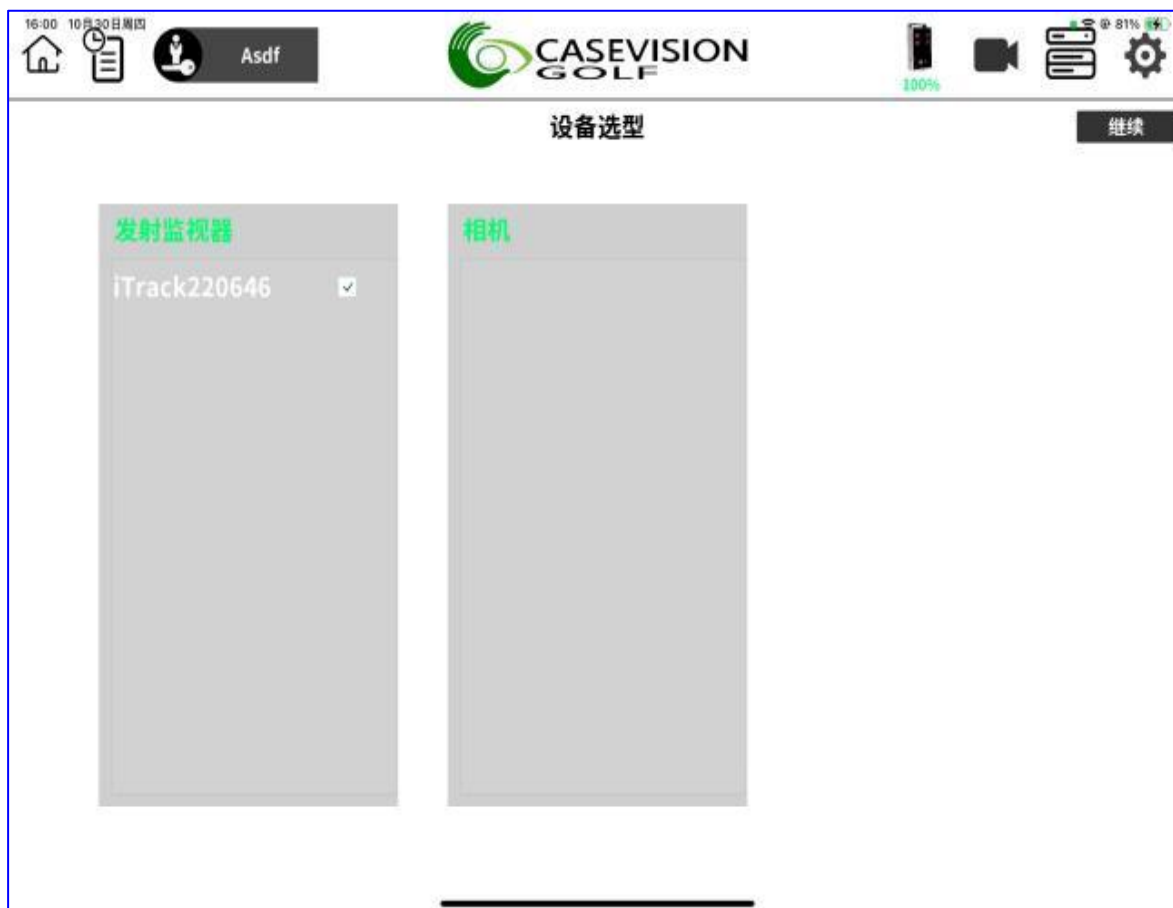 16:00 10月30日周四
81%
Asdf
CASEVISION
GOLF
100%
设备选型
继续
发射监视器
相机
iTrack220646